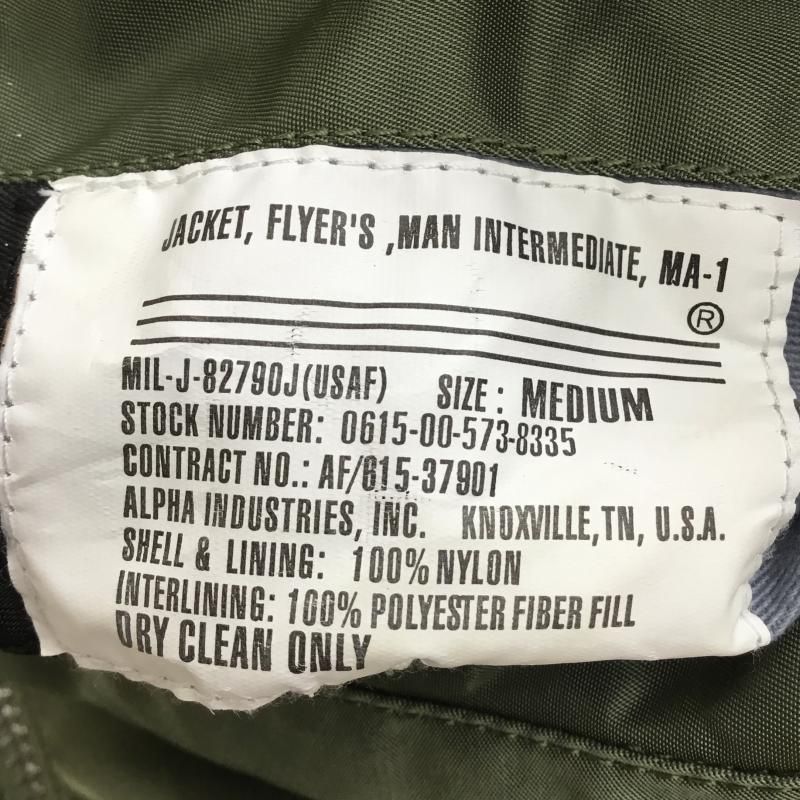 JACKET, FLYER'S ,MAN INTERMEDIATE, MA-1
®
MIL-J-82790J(USAF) SIZE: MEDIUM
STOCK NUMBER: 0615-00-573-8335
CONTRACT NO.: AF/615-37901
ALPHA INDUSTRIES, INC. KNOXVILLE,TN, U.S.A.
SHELL & LINING: 100% NYLON
INTERLINING: 100% POLYESTER FIBER FILL
DRY CLEAN ONLY